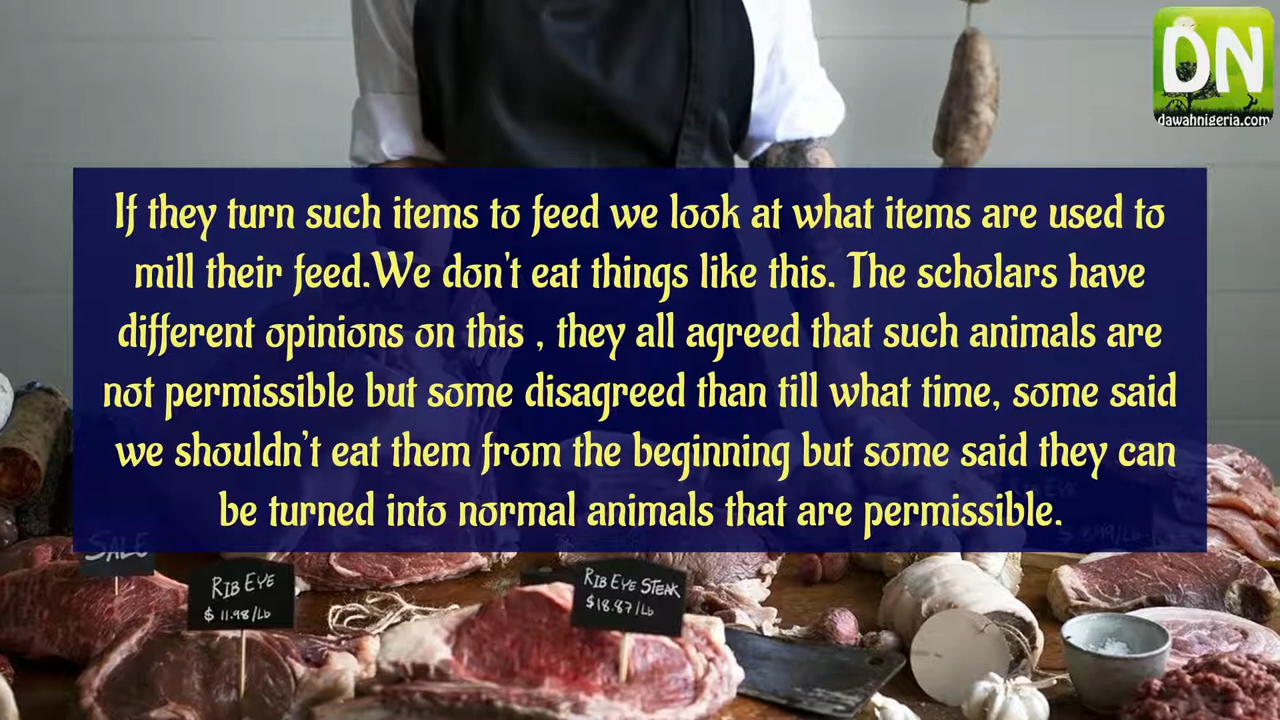 DN
dawahnigeria.com
If they turn such items to feed we look at what items are used to
mill their feed.We don't eat things like this. The scholars have
different opinions on this , they all agreed that such animals are
not permissible but some disagreed than till what time, some said
we shouldn't eat them from the beginning but some said they can
be turned into normal animals that are permissible.
SALE
RIB EYE
$ 11.98/Lb
RIB EYE STEAK
$18.87/Lb